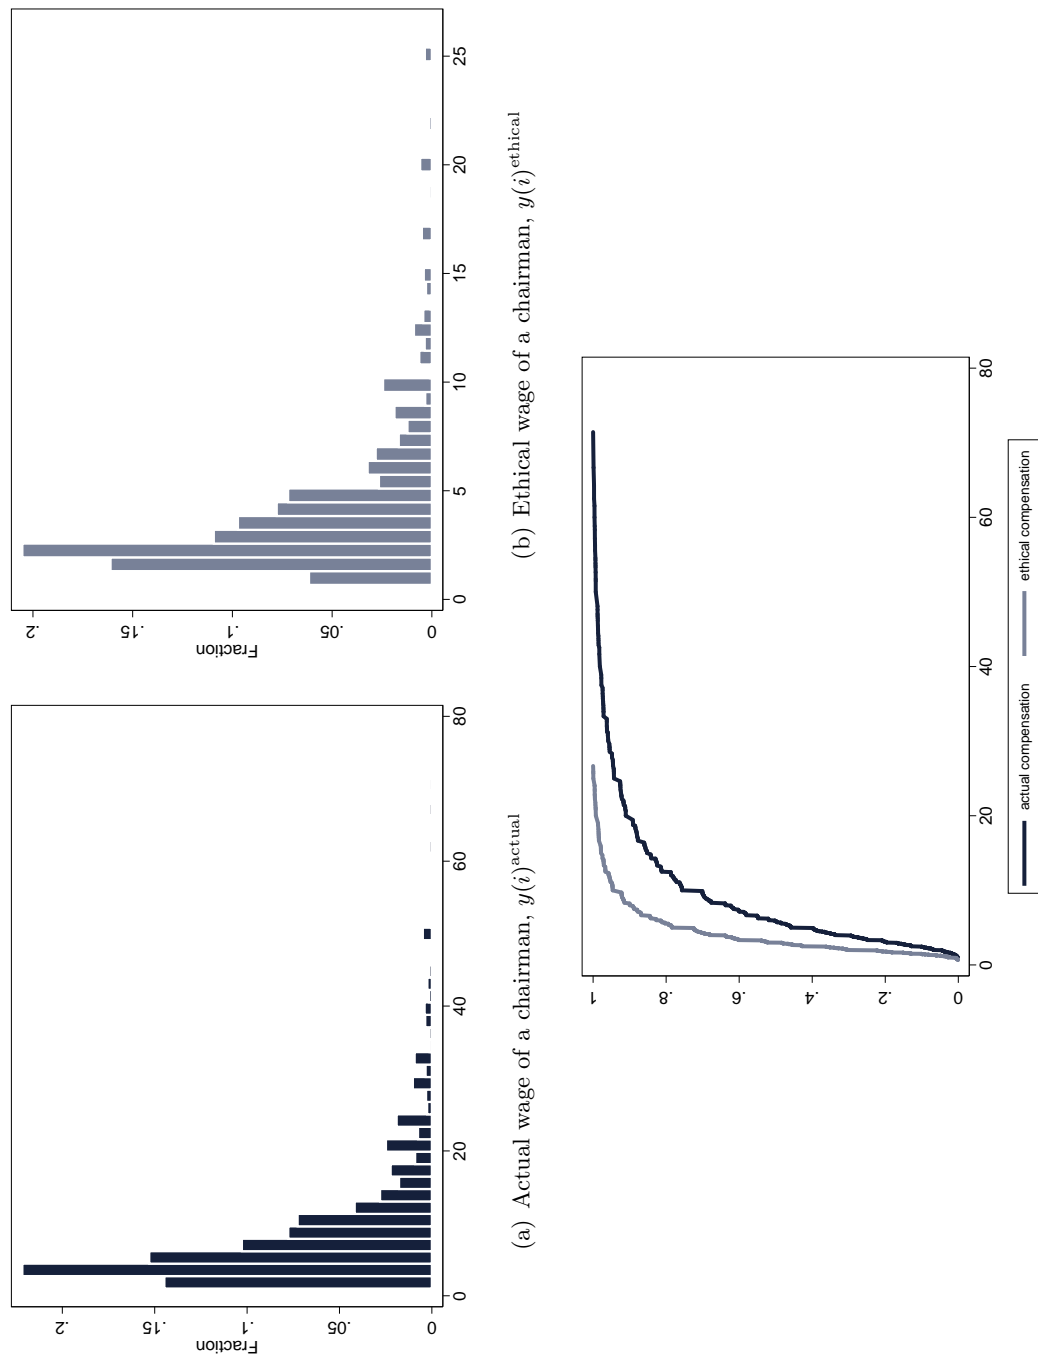 Fraction
0 .05 .1 .15 .2
0 20 40 60 80
(a) Actual wage of a chairman, y(i)^actual
Fraction
0 .05 .1 .15 .2
0 5 10 15 20 25
(b) Ethical wage of a chairman, y(i)^ethical
0 .2 .4 .6 .8 1
0 20 40 60 80
actual compensation ethical compensation